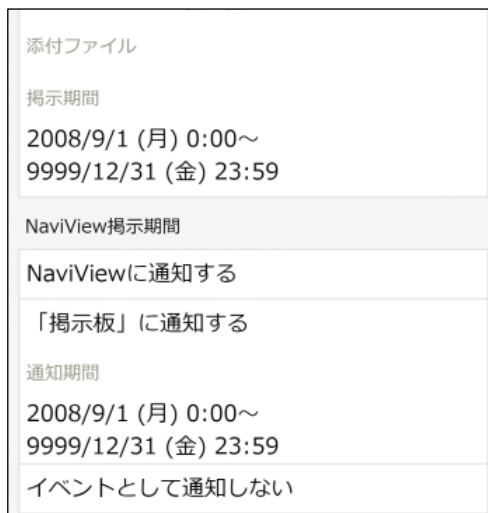 添付ファイル
掲示期間
2008/9/1 (月) 0:00～
9999/12/31 (金) 23:59
NaviView掲示期間
NaviViewに通知する
「掲示板」に通知する
通知期間
2008/9/1 (月) 0:00～
9999/12/31 (金) 23:59
イベントとして通知しない